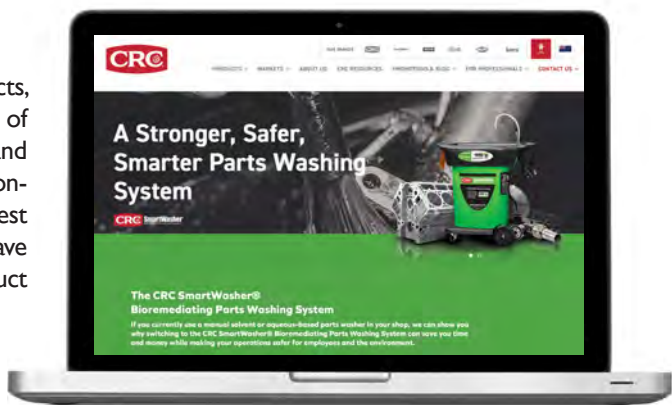 cts,
of
and
on-
est
ave
uct
CRC
PRODUCTS MARKETS ABOUT US CRC RESOURCES PROMOTIONS & BLOG FOR PROFESSIONALS CONTACT US
A Stronger, Safer,
Smarter Parts Washing
System
CRC SmartWasher
The CRC SmartWasher®
Bioremediating Parts Washing System
If you currently use a manual solvent or aqueous-based parts washer in your shop, we can show you
why switching to the CRC SmartWasher® Bioremediating Parts Washing System can save you time
and money while making your operations safer for employees and the environment.